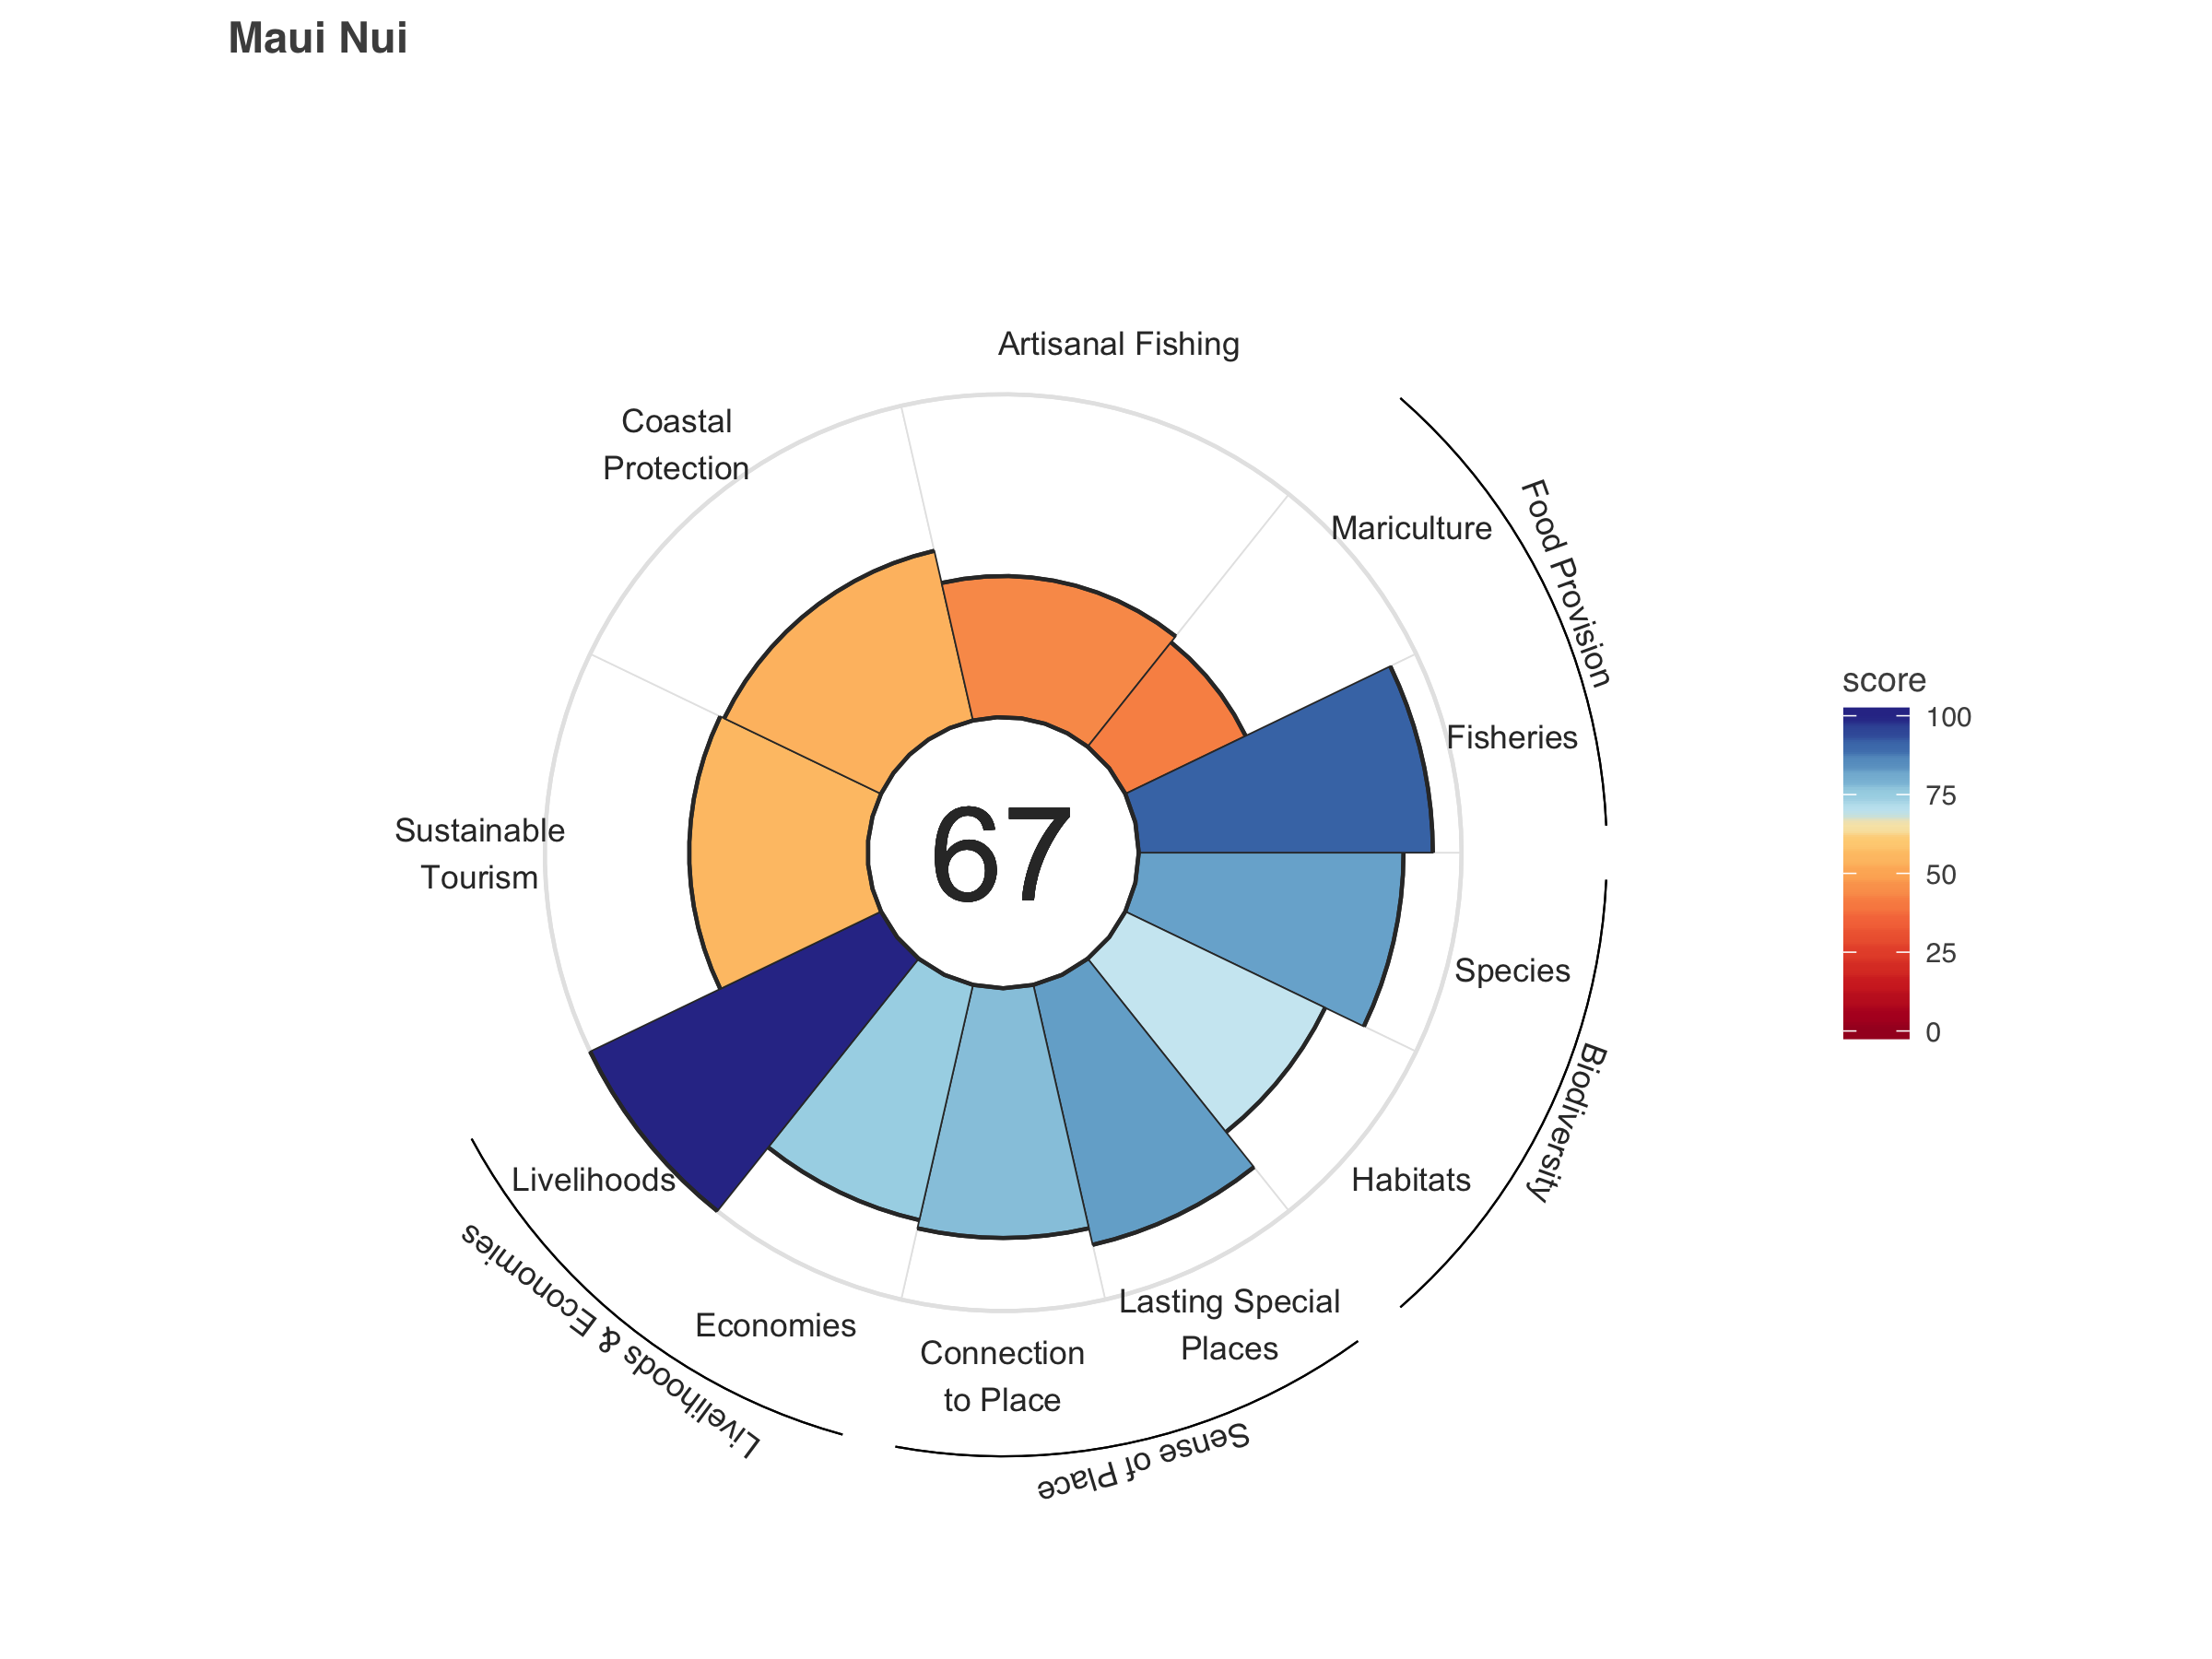 Maui Nui
Artisanal Fishing
Coastal
Protection
Mariculture
Food Provision
Fisheries
score
100
75
50
25
0
67
Sustainable
Tourism
Species
Biodiversity
Habitats
Livelihoods
Livelihoods & Economies
Economies
Lasting Special
Places
Connection
to Place
Sense of Place